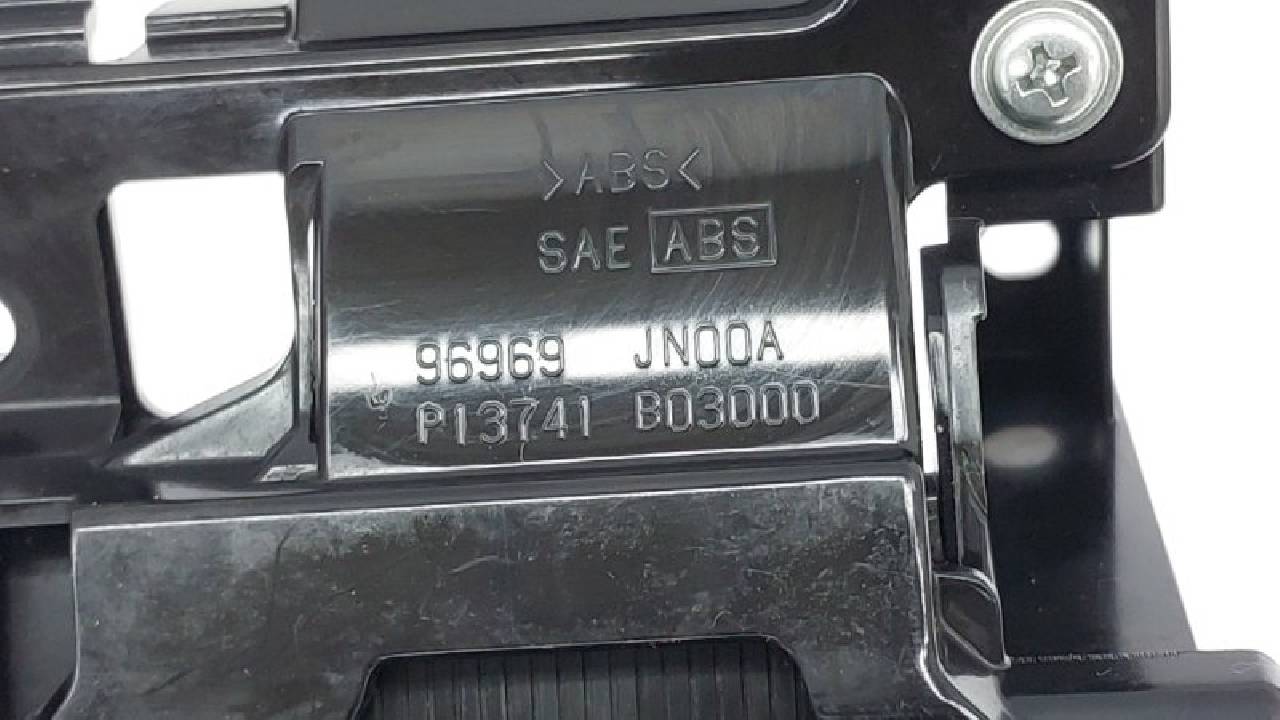 >ABS<
SAE ABS
96969 JN00A
P13741 B03000